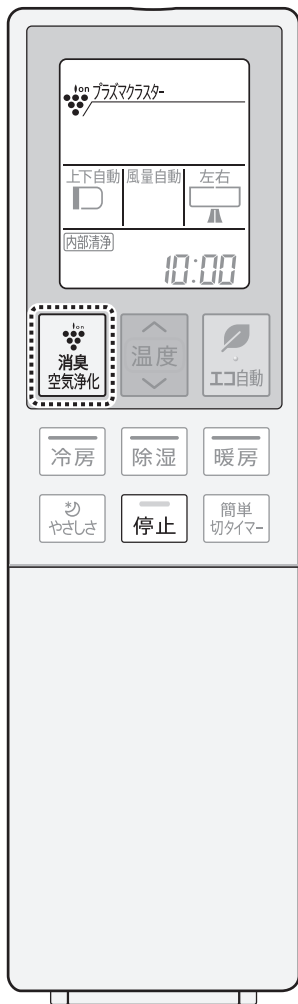 Ion プラズマクラスター
上下自動 風量自動 左右
内部清浄
10:00
Ion
消臭 温度 エコ自動
空気浄化
冷房 除湿 暖房
やさしさ 停止 簡単
切タイマー